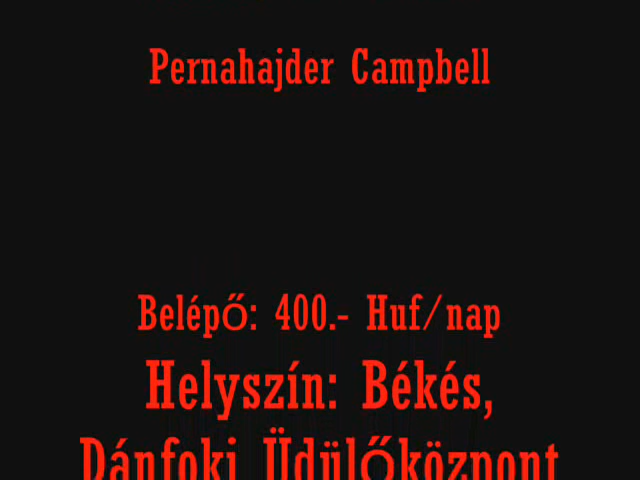 Pernahajder Campbell
Belépő: 400.- Huf/nap
Helyszín: Békés,
Dánfoki Üdülőközpont